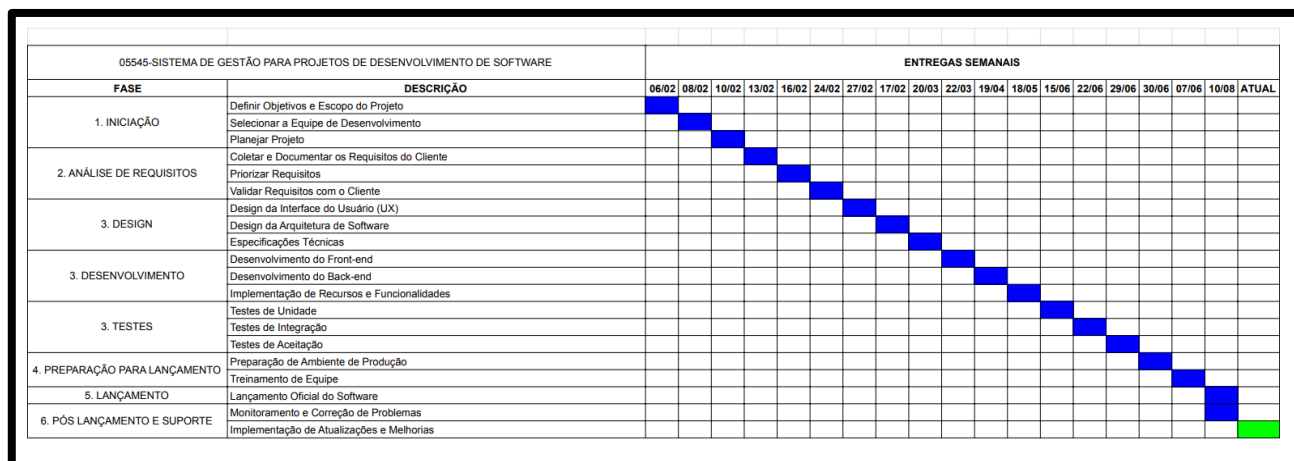 05545-SISTEMA DE GESTÃO PARA PROJETOS DE DESENVOLVIMENTO DE SOFTWARE ENTREGAS SEMANAIS
FASE DESCRIÇÃO 06/02 08/02 10/02 13/02 16/02 24/02 27/02 17/02 20/03 22/03 19/04 18/05 15/06 22/06 29/06 30/06 07/06 10/08 ATUAL
1. INICIAÇÃO
Definir Objetivos e Escopo do Projeto
Selecionar a Equipe de Desenvolvimento
Planejar Projeto
2. ANÁLISE DE REQUISITOS
Coletar e Documentar os Requisitos do Cliente
Priorizar Requisitos
Validar Requisitos com o Cliente
3. DESIGN
Design da Interface do Usuário (UX)
Design da Arquitetura de Software
Especificações Técnicas
3. DESENVOLVIMENTO
Desenvolvimento do Front-end
Desenvolvimento do Back-end
Implementação de Recursos e Funcionalidades
3. TESTES
Testes de Unidade
Testes de Integração
Testes de Aceitação
4. PREPARAÇÃO PARA LANÇAMENTO
Preparação de Ambiente de Produção
Treinamento de Equipe
5. LANÇAMENTO
Lançamento Oficial do Software
6. PÓS LANÇAMENTO E SUPORTE
Monitoramento e Correção de Problemas
Implementação de Atualizações e Melhorias